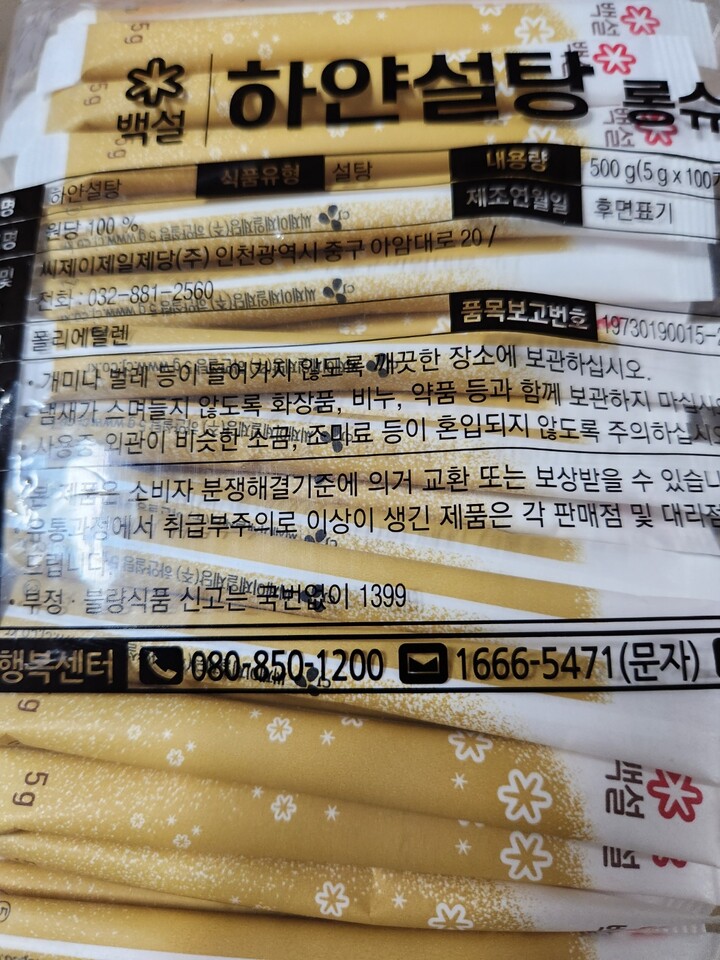 백설 하얀설탕 롱슈
하얀설탕 식품유형 설탕 내용량 500 g(5 g x 100
원당 100 % 제조연월일 후면표기
및 씨제이제일제당(주) 인천광역시 중구 아암대로 20 /
전화 : 032-881-2560
폴리에틸렌 품목보고번호 19730190015-2
· 개미나 벌레 등이 들어가지 않도록 깨끗한 장소에 보관하십시오.
· 냄새가 스며들지 않도록 화장품, 비누, 약품 등과 함께 보관하지 마십시
사용중 외관이 비슷한 소금, 조미료 등이 혼입되지 않도록 주의하십시오
· 본 제품은 소비자 분쟁해결기준에 의거 교환 또는 보상받을 수 있습니
· 유통과정에서 취급부주의로 이상이 생긴 제품은 각 판매점 및 대리점
드립니다.
· 부정 · 불량식품 신고는 국번없이 1399
행복센터 080-850-1200 1666-5471(문자)
5g
백설
5g
백설
설